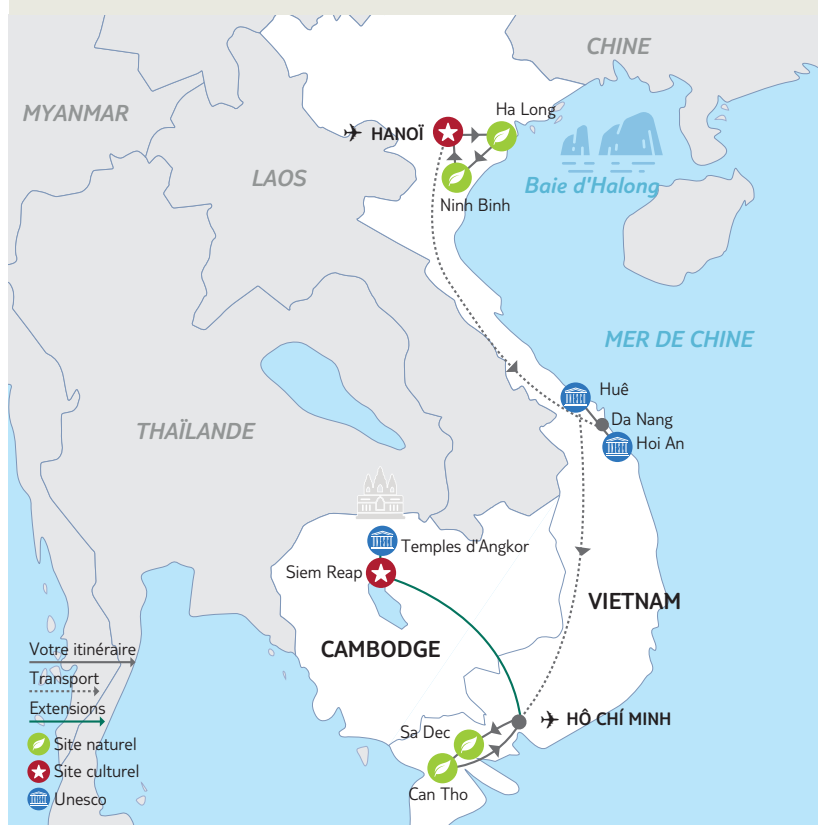 CHINE
MYANMAR
Ha Long
HANOÏ
LAOS
Baie d'Halong
Ninh Binh
MER DE CHINE
Huê
Da Nang
THAÏLANDE
Hoi An
Temples d'Angkor
Siem Reap
VIETNAM
CAMBODGE
Votre itinéraire
Transport
Extensions
HÔ CHÍ MINH
Sa Dec
Site naturel
Site culturel
Can Tho
Unesco